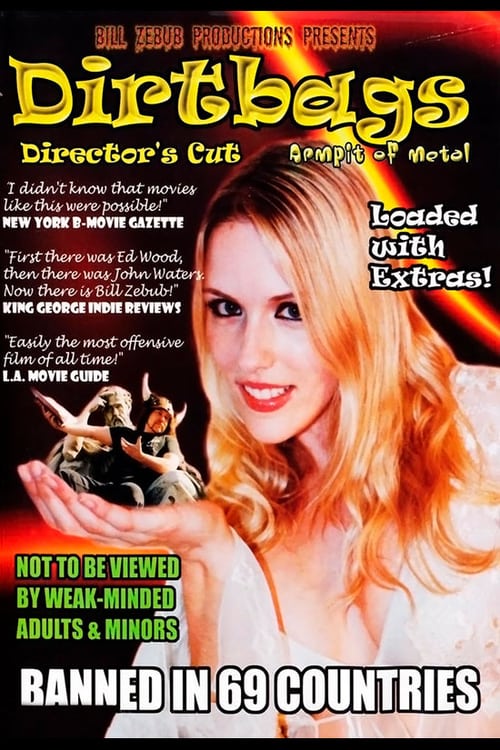 BILL ZEBUB PRODUCTIONS PRESENTS
Dirtbags
Director's Cut
Armpit of Metal
I didn't know that movies
like this were possible!"
NEW YORK B-MOVIE GAZETTE
"First there was Ed Wood,
then there was John Waters.
Now there is Bill Zebub!"
KING GEORGE INDIE REVIEWS
"Easily the most offensive
film of all time!"
L.A. MOVIE GUIDE
Loaded
with
Extras!
NOT TO BE VIEWED
BY WEAK-MINDED
ADULTS & MINORS
BANNED IN 69 COUNTRIES